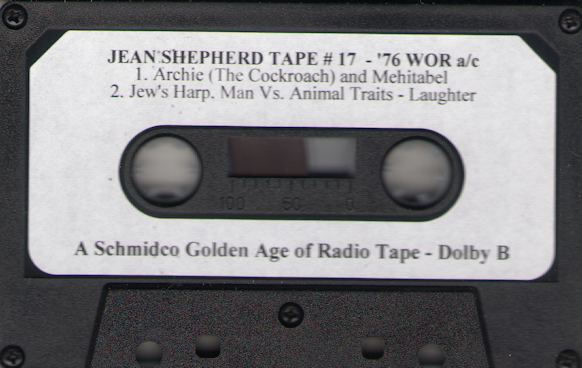 JEAN SHEPHERD TAPE # 17 - '76 WOR a/c
1. Archie (The Cockroach) and Mehitabel
2. Jew's Harp. Man Vs. Animal Traits - Laughter
100 50 0
A Schmidco Golden Age of Radio Tape - Dolby B